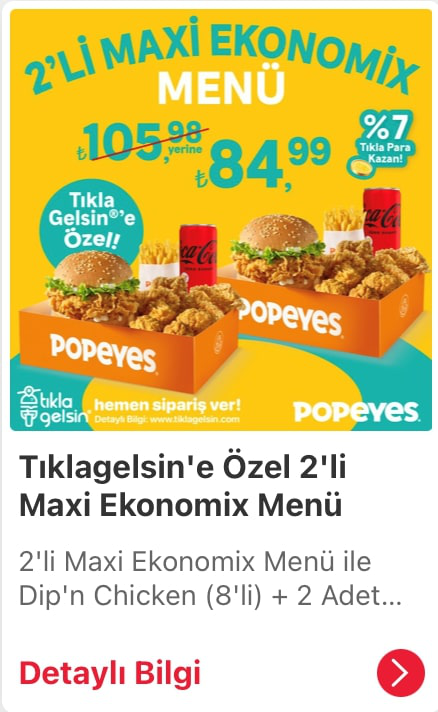 2'Lİ MAXİ EKONOMİX
MENÜ
₺105,98 yerine
₺84,99
%7
Tıkla Para
Kazan!
Tıkla
Gelsin®'e
Özel!
Coca-Co
Coca-Co
POPEYES®
POPEYES®
tıkla
gelsin®
hemen sipariş ver!
Detaylı Bilgi: www.tiklagelsin.com
POPEYES®
Tıklagelsin'e Özel 2'li
Maxi Ekonomix Menü
2'li Maxi Ekonomix Menü ile
Dip'n Chicken (8'li) + 2 Adet...
Detaylı Bilgi